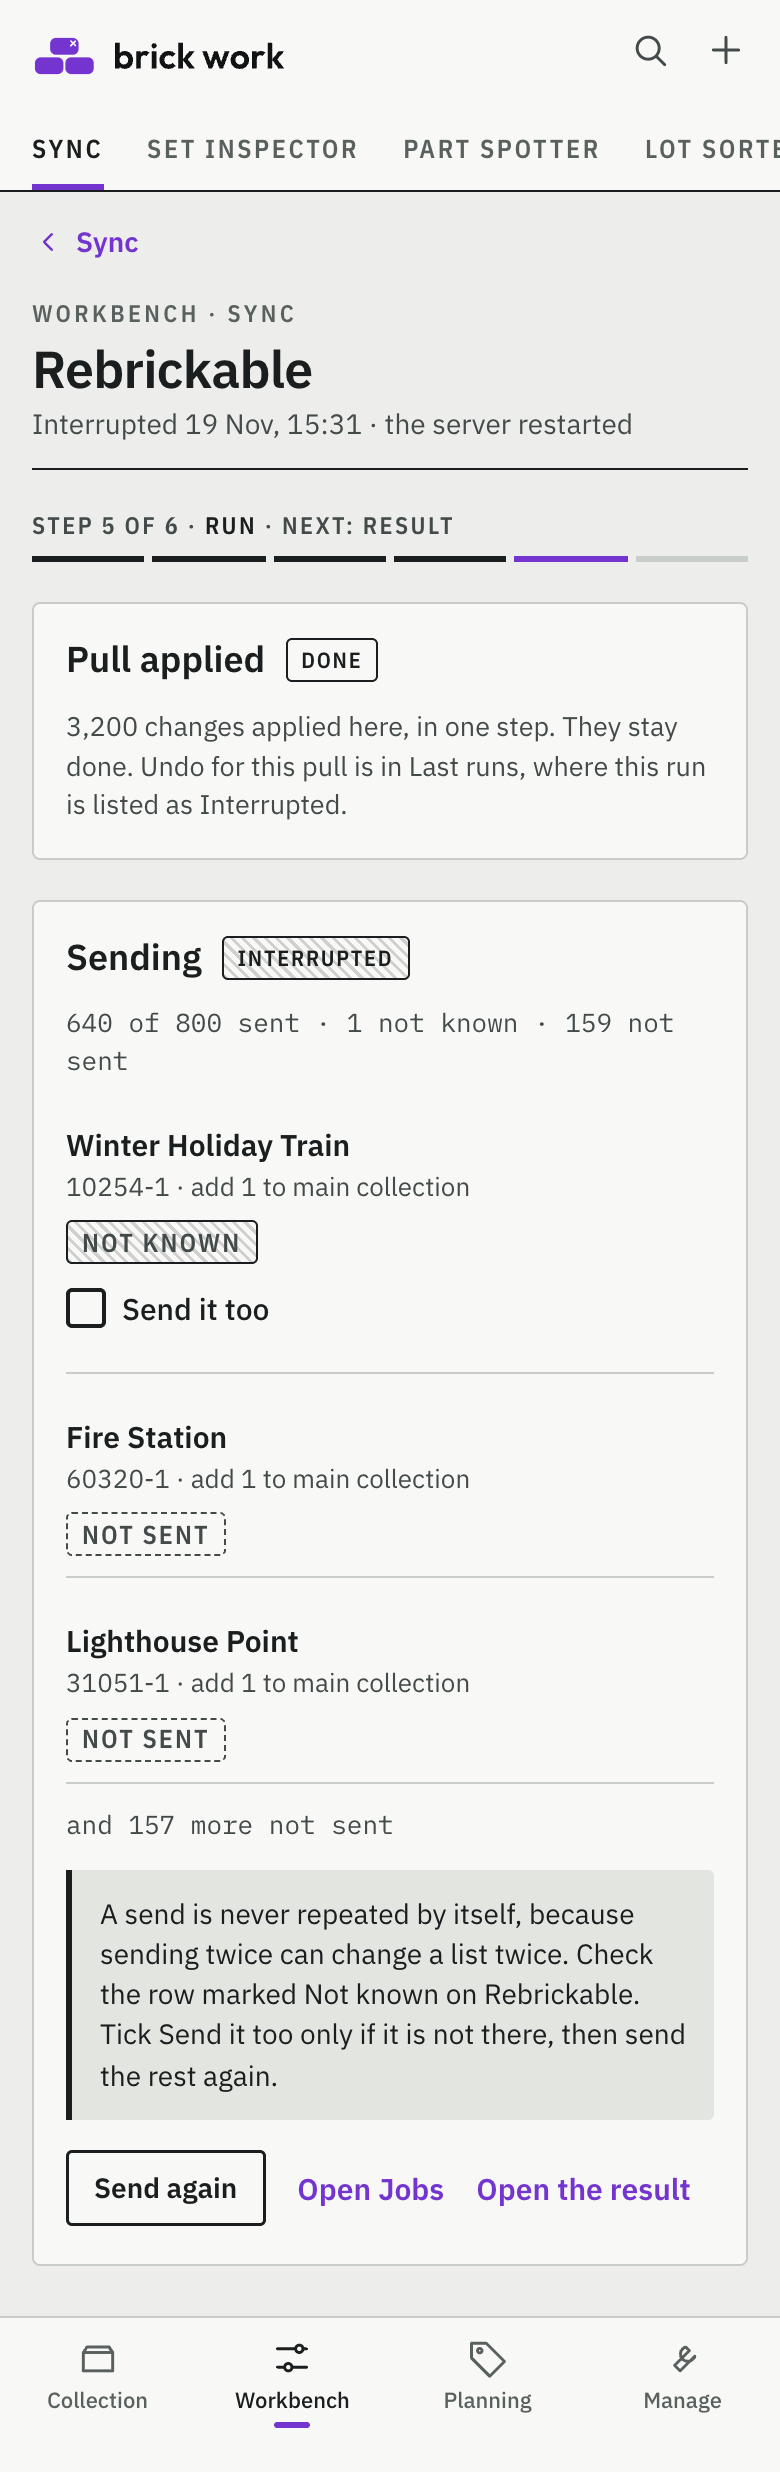 brick work
SYNC SET INSPECTOR PART SPOTTER LOT SORTE
Sync
WORKBENCH · SYNC
Rebrickable
Interrupted 19 Nov, 15:31 · the server restarted
STEP 5 OF 6 · RUN · NEXT: RESULT
Pull applied DONE
3,200 changes applied here, in one step. They stay
done. Undo for this pull is in Last runs, where this run
is listed as Interrupted.
Sending INTERRUPTED
640 of 800 sent · 1 not known · 159 not
sent
Winter Holiday Train
10254-1 · add 1 to main collection
NOT KNOWN
Send it too
Fire Station
60320-1 · add 1 to main collection
NOT SENT
Lighthouse Point
31051-1 · add 1 to main collection
NOT SENT
and 157 more not sent
A send is never repeated by itself, because
sending twice can change a list twice. Check
the row marked Not known on Rebrickable.
Tick Send it too only if it is not there, then send
the rest again.
Send again Open Jobs Open the result
Collection Workbench Planning Manage